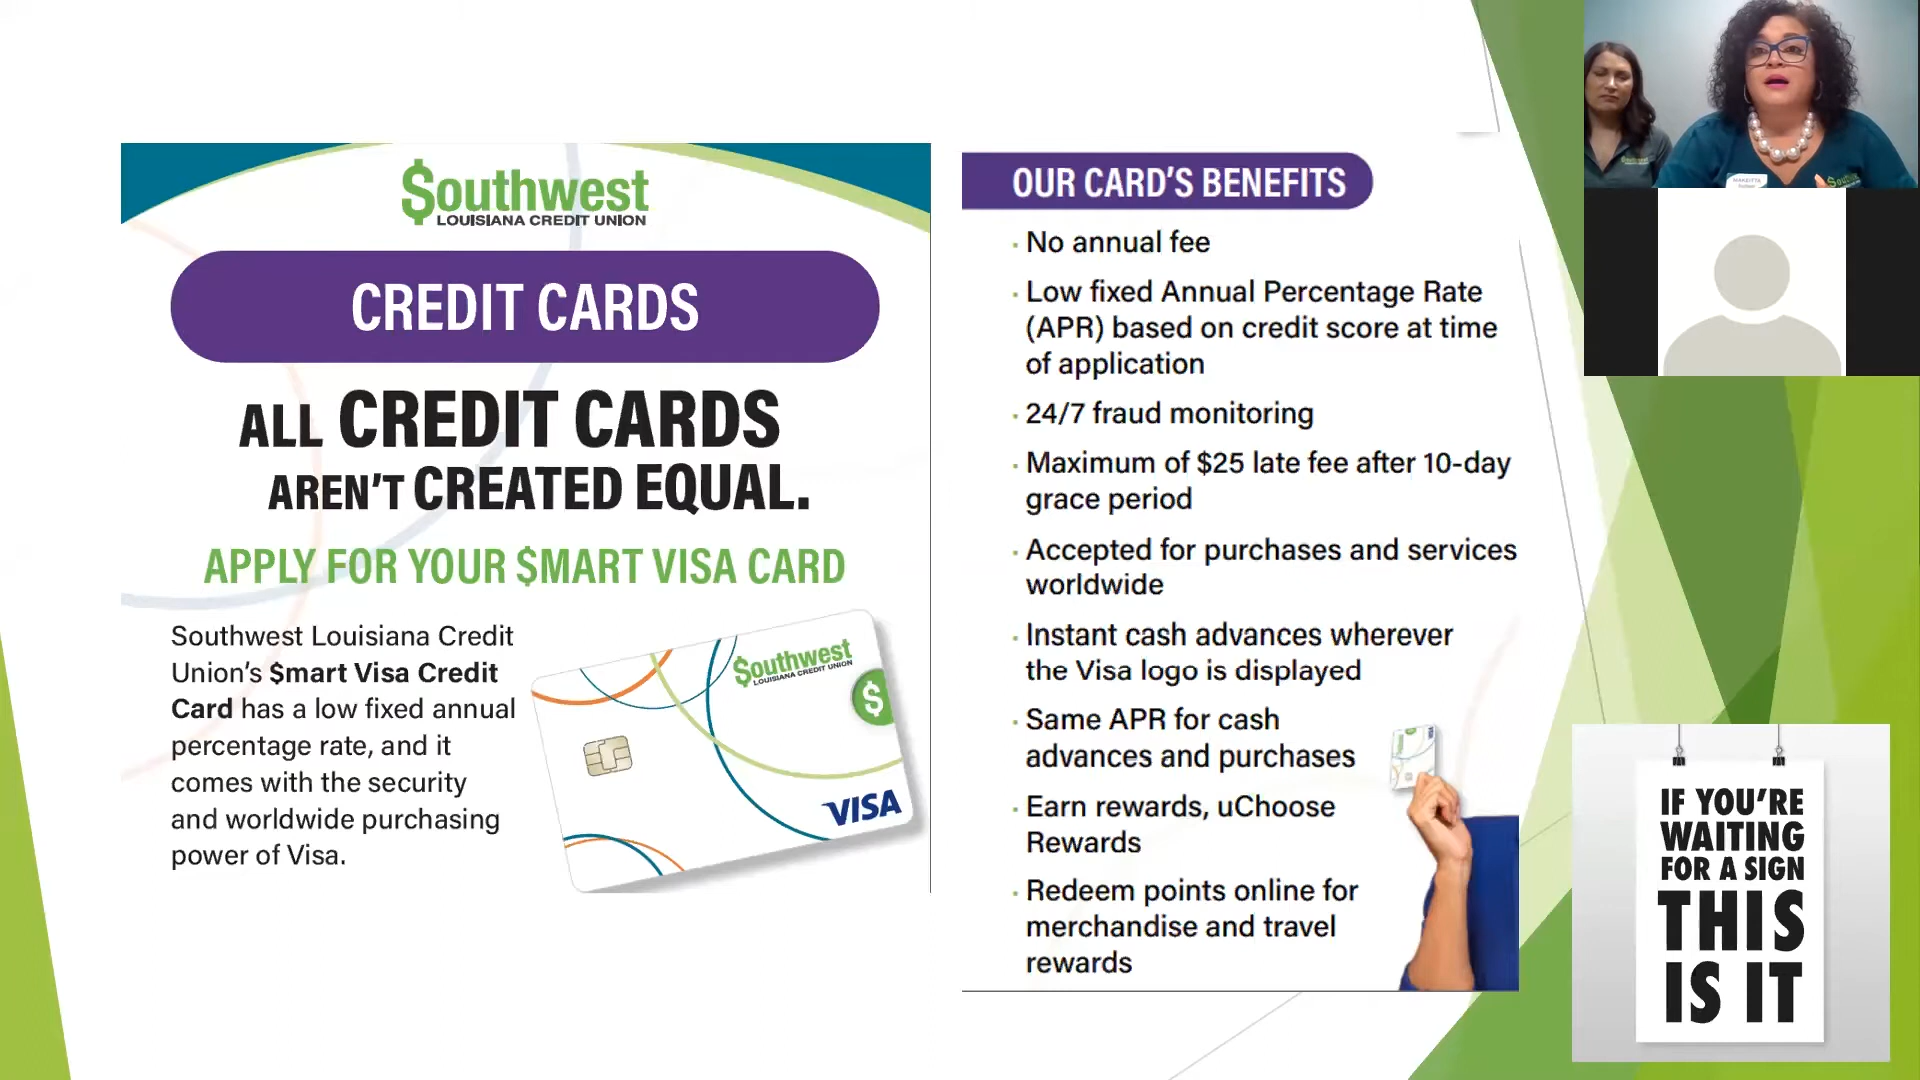 $outhwest
LOUISIANA CREDIT UNION
CREDIT CARDS
ALL CREDIT CARDS
AREN'T CREATED EQUAL.
APPLY FOR YOUR $MART VISA CARD
Southwest Louisiana Credit
Union's $mart Visa Credit
Card has a low fixed annual
percentage rate, and it
comes with the security
and worldwide purchasing
power of Visa.
$outhwest
LOUISIANA CREDIT UNION
$
VISA
OUR CARD'S BENEFITS
· No annual fee
· Low fixed Annual Percentage Rate
(APR) based on credit score at time
of application
· 24/7 fraud monitoring
· Maximum of $25 late fee after 10-day
grace period
· Accepted for purchases and services
worldwide
· Instant cash advances wherever
the Visa logo is displayed
· Same APR for cash
advances and purchases
· Earn rewards, uChoose
Rewards
· Redeem points online for
merchandise and travel
rewards
IF YOU'RE
WAITING
FOR A SIGN
THIS
IS IT